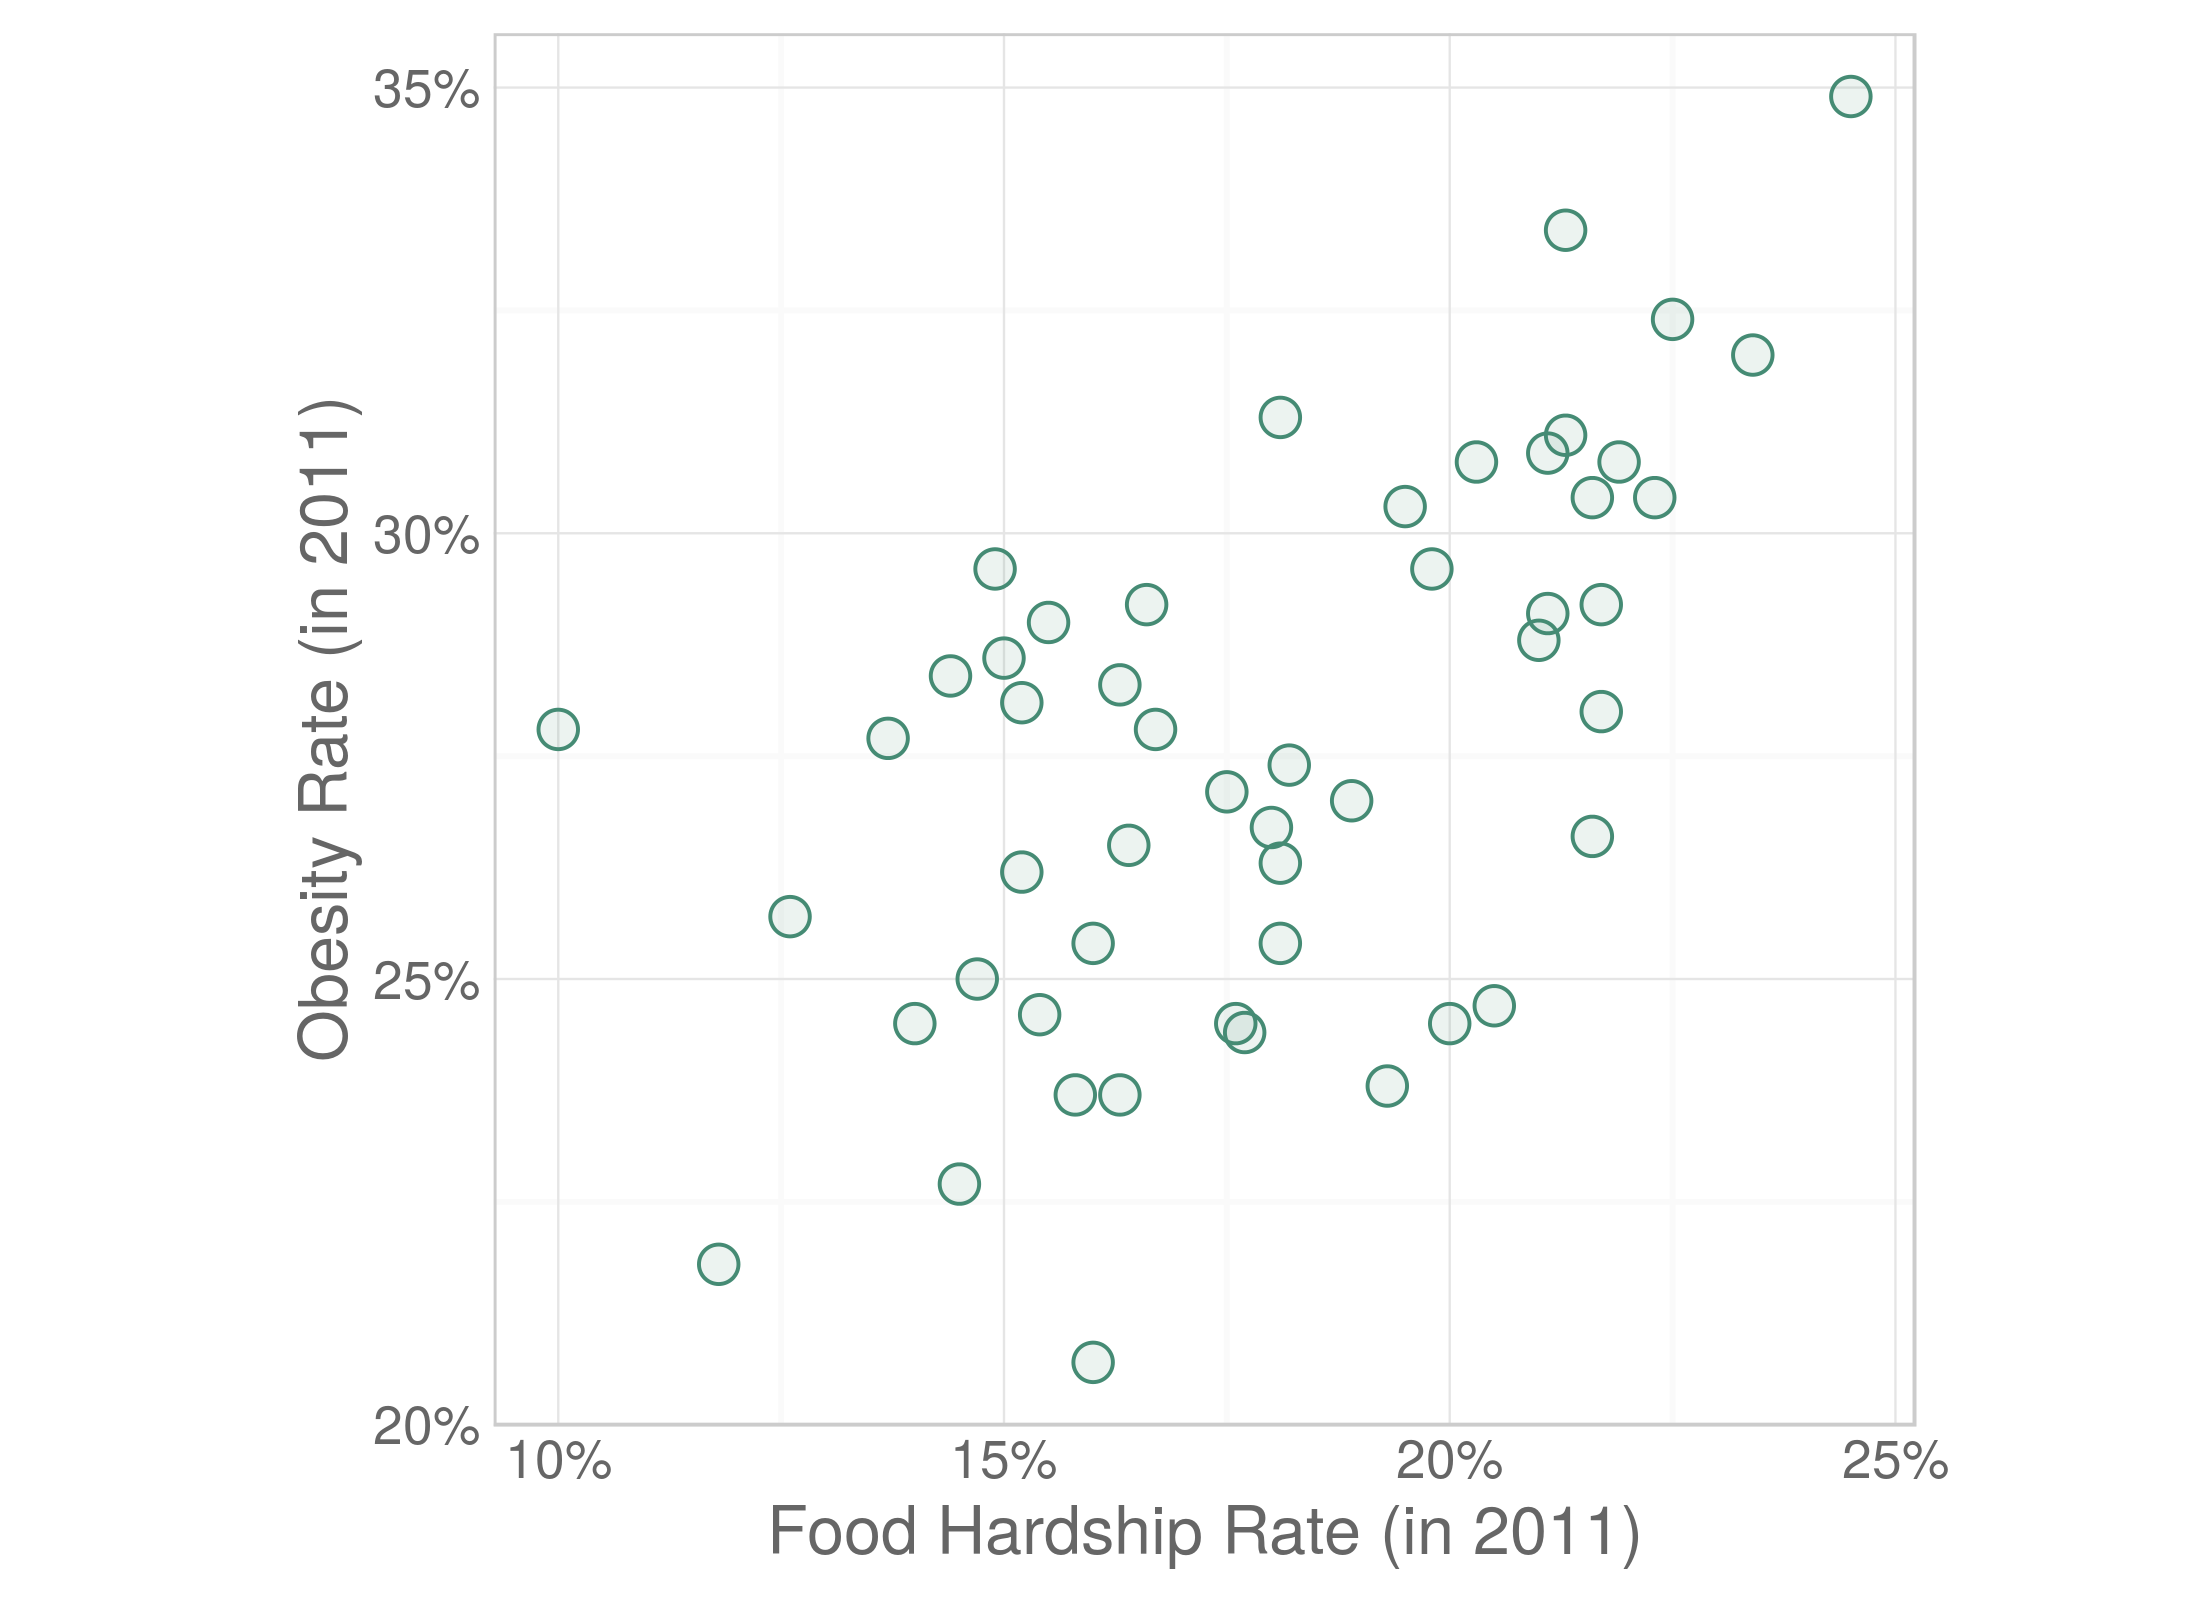 35%
30%
25%
20%
Obesity Rate (in 2011)
10% 15% 20% 25%
Food Hardship Rate (in 2011)